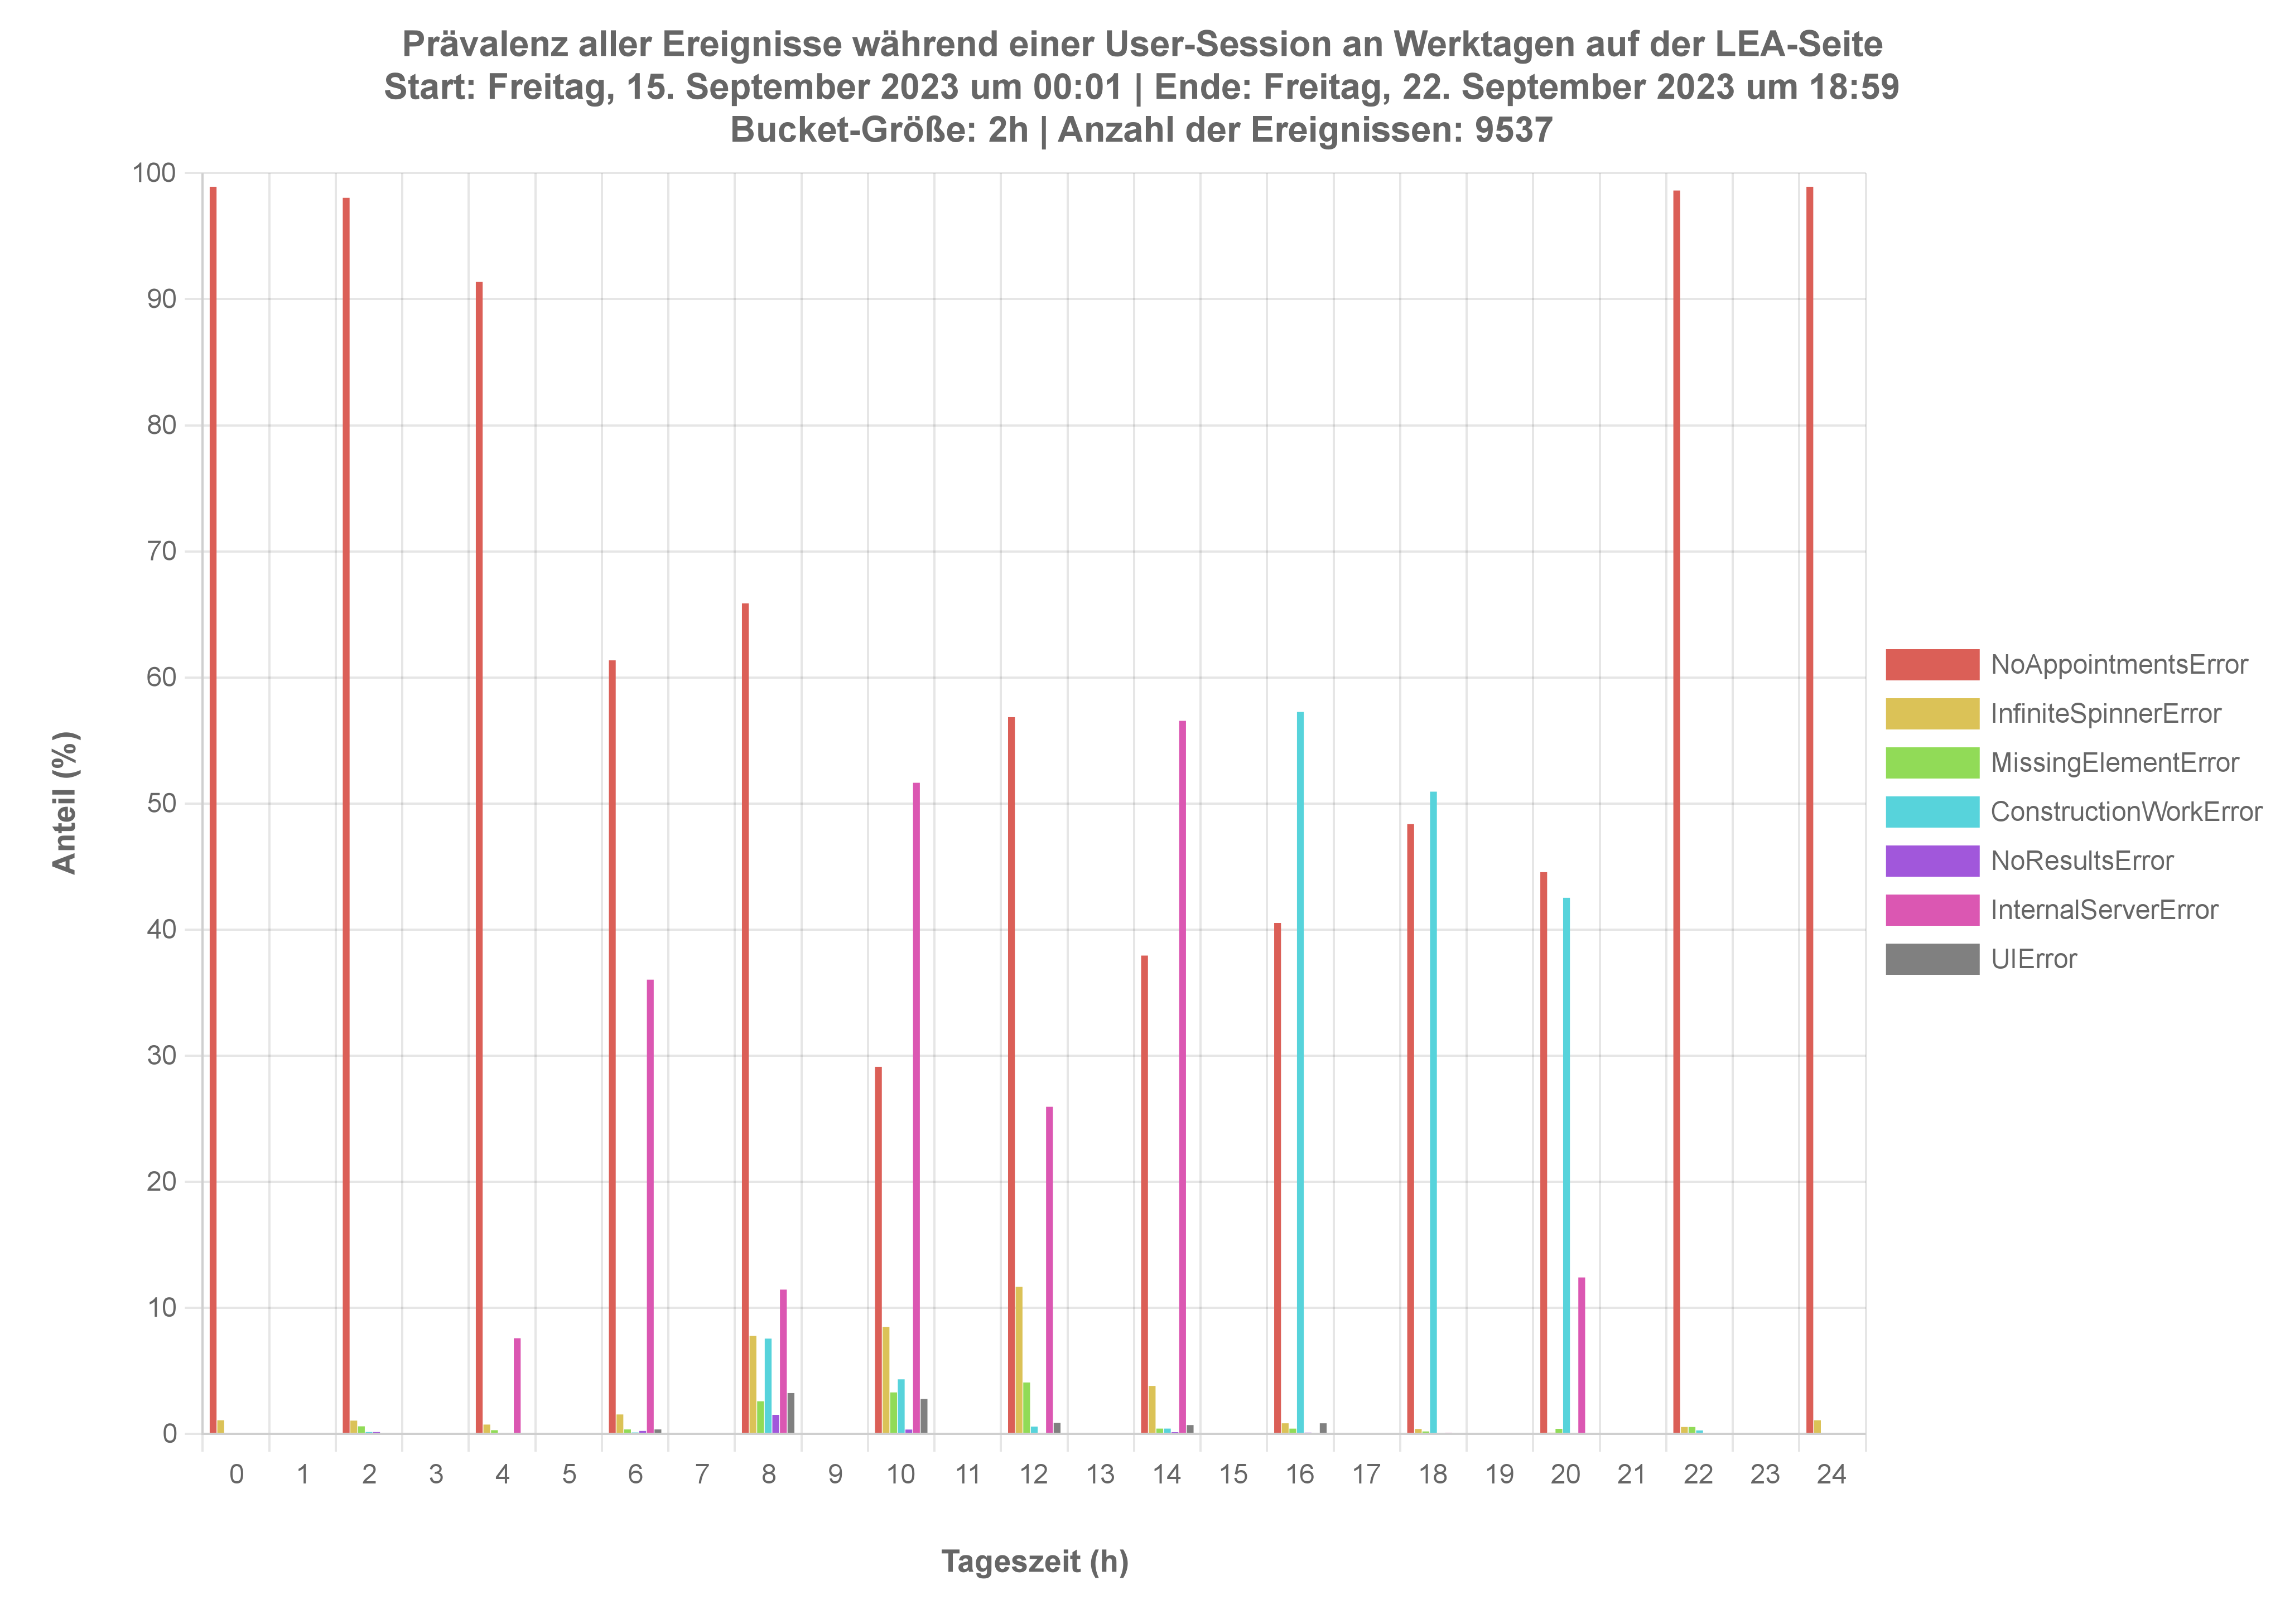 Prävalenz aller Ereignisse während einer User-Session an Werktagen auf der LEA-Seite
Start: Freitag, 15. September 2023 um 00:01 | Ende: Freitag, 22. September 2023 um 18:59
Bucket-Größe: 2h | Anzahl der Ereignissen: 9537
100
90
80
70
60
50
40
30
20
10
0
Anteil (%)
0 1 2 3 4 5 6 7 8 9 10 11 12 13 14 15 16 17 18 19 20 21 22 23 24
Tageszeit (h)
NoAppointmentsError
InfiniteSpinnerError
MissingElementError
ConstructionWorkError
NoResultsError
InternalServerError
UIError